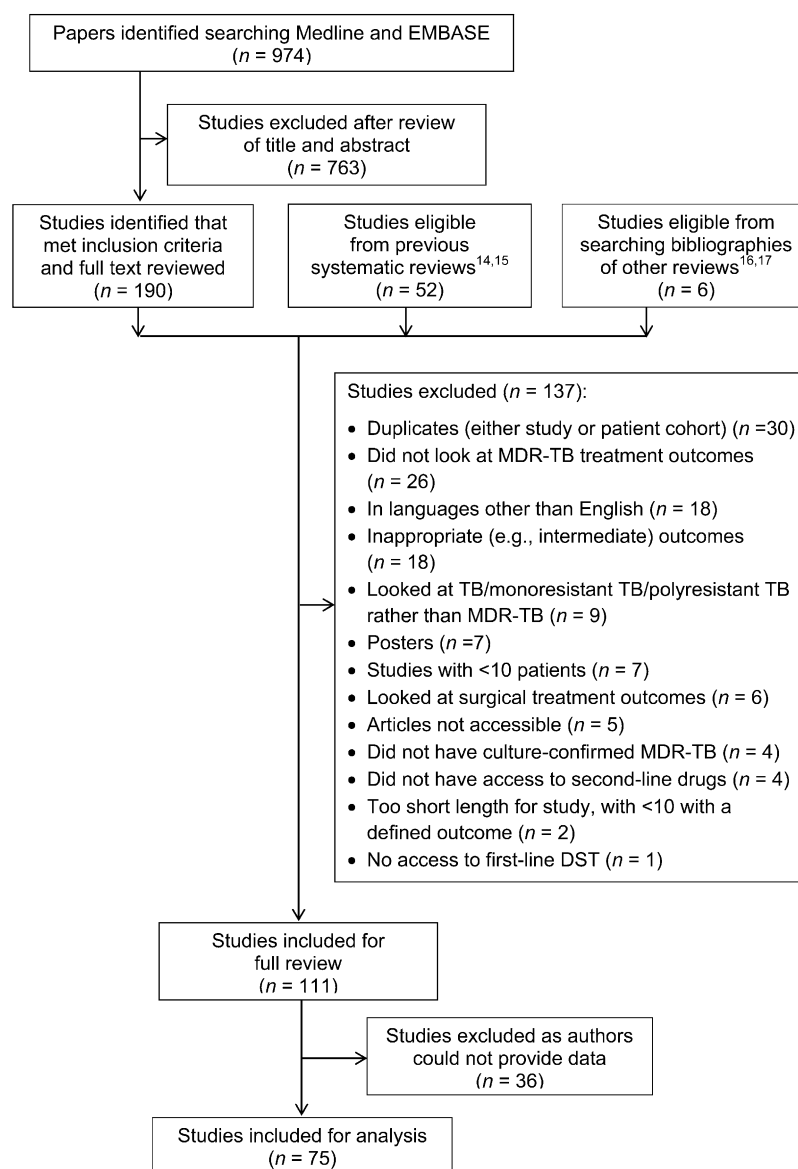 Papers identified searching Medline and EMBASE
(n = 974)
Studies excluded after review
of title and abstract
(n = 763)
Studies identified that
met inclusion criteria
and full text reviewed
(n = 190)
Studies eligible
from previous
systematic reviews14,15
(n = 52)
Studies eligible from
searching bibliographies
of other reviews16,17
(n = 6)
Studies excluded (n = 137):
• Duplicates (either study or patient cohort) (n =30)
• Did not look at MDR-TB treatment outcomes
(n = 26)
• In languages other than English (n = 18)
• Inappropriate (e.g., intermediate) outcomes
(n = 18)
• Looked at TB/monoresistant TB/polyresistant TB
rather than MDR-TB (n = 9)
• Posters (n =7)
• Studies with <10 patients (n = 7)
• Looked at surgical treatment outcomes (n = 6)
• Articles not accessible (n = 5)
• Did not have culture-confirmed MDR-TB (n = 4)
• Did not have access to second-line drugs (n = 4)
• Too short length for study, with <10 with a
defined outcome (n = 2)
• No access to first-line DST (n = 1)
Studies included for
full review
(n = 111)
Studies excluded as authors
could not provide data
(n = 36)
Studies included for analysis
(n = 75)